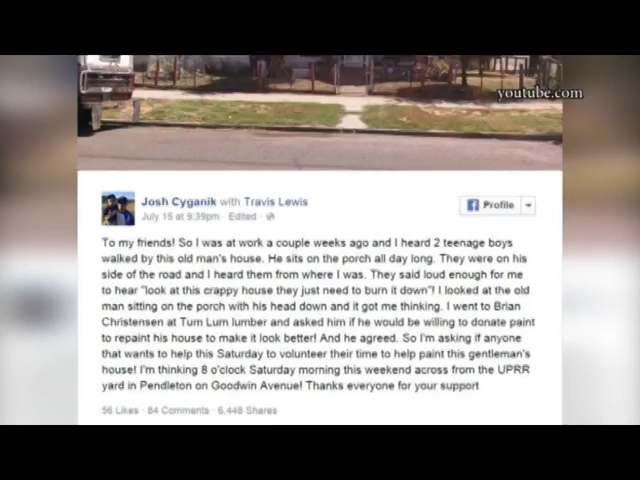 youtube.com
Josh Cyganik with Travis Lewis
Profile
July 15 at 9:39pm · Edited ·
To my friends! So I was at work a couple weeks ago and I heard 2 teenage boys
walked by this old man's house. He sits on the porch all day long. They were on his
side of the road and I heard them from where I was. They said loud enough for me
to hear "look at this crappy house they just need to burn it down"! I looked at the old
man sitting on the porch with his head down and it got me thinking. I went to Brian
Christensen at Tum Lum lumber and asked him if he would be willing to donate paint
to repaint his house to make it look better! And he agreed. So I'm asking if anyone
that wants to help this Saturday to volunteer their time to help paint this gentleman's
house! I'm thinking 8 o'clock Saturday morning this weekend across from the UPRR
yard in Pendleton on Goodwin Avenue! Thanks everyone for your support
56 Likes · 84 Comments · 6,448 Shares